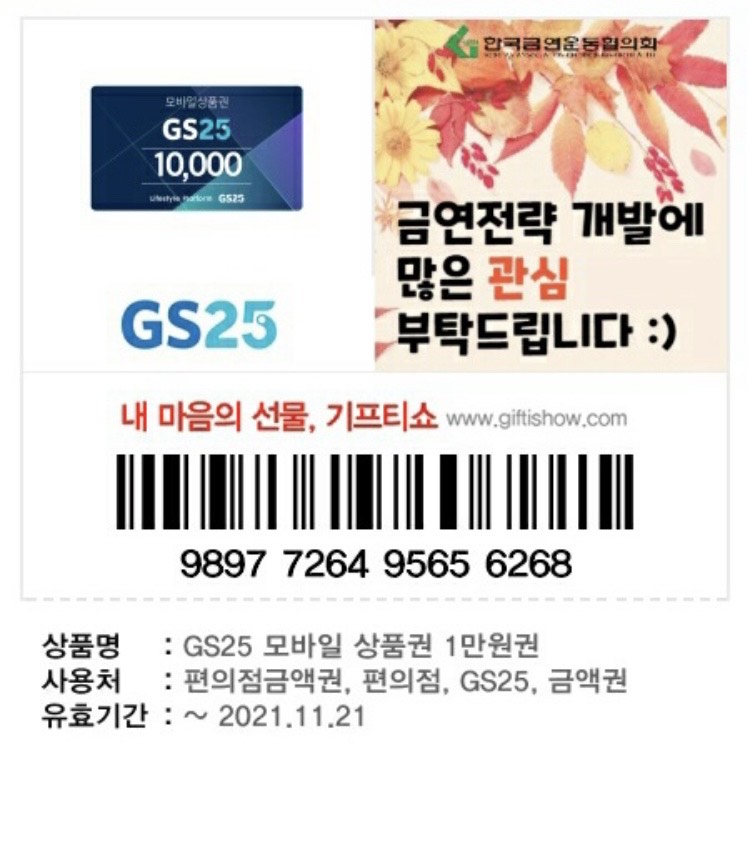 모바일상품권
GS25
10,000
Lifestyle Platform GS25
GS25
한국금연운동협의회
금연전략 개발에
많은 관심
부탁드립니다 :)
내 마음의 선물, 기프티쇼 www.giftishow.com
9897 7264 9565 6268
상품명 : GS25 모바일 상품권 1만원권
사용처 : 편의점금액권, 편의점, GS25, 금액권
유효기간 : ~ 2021.11.21